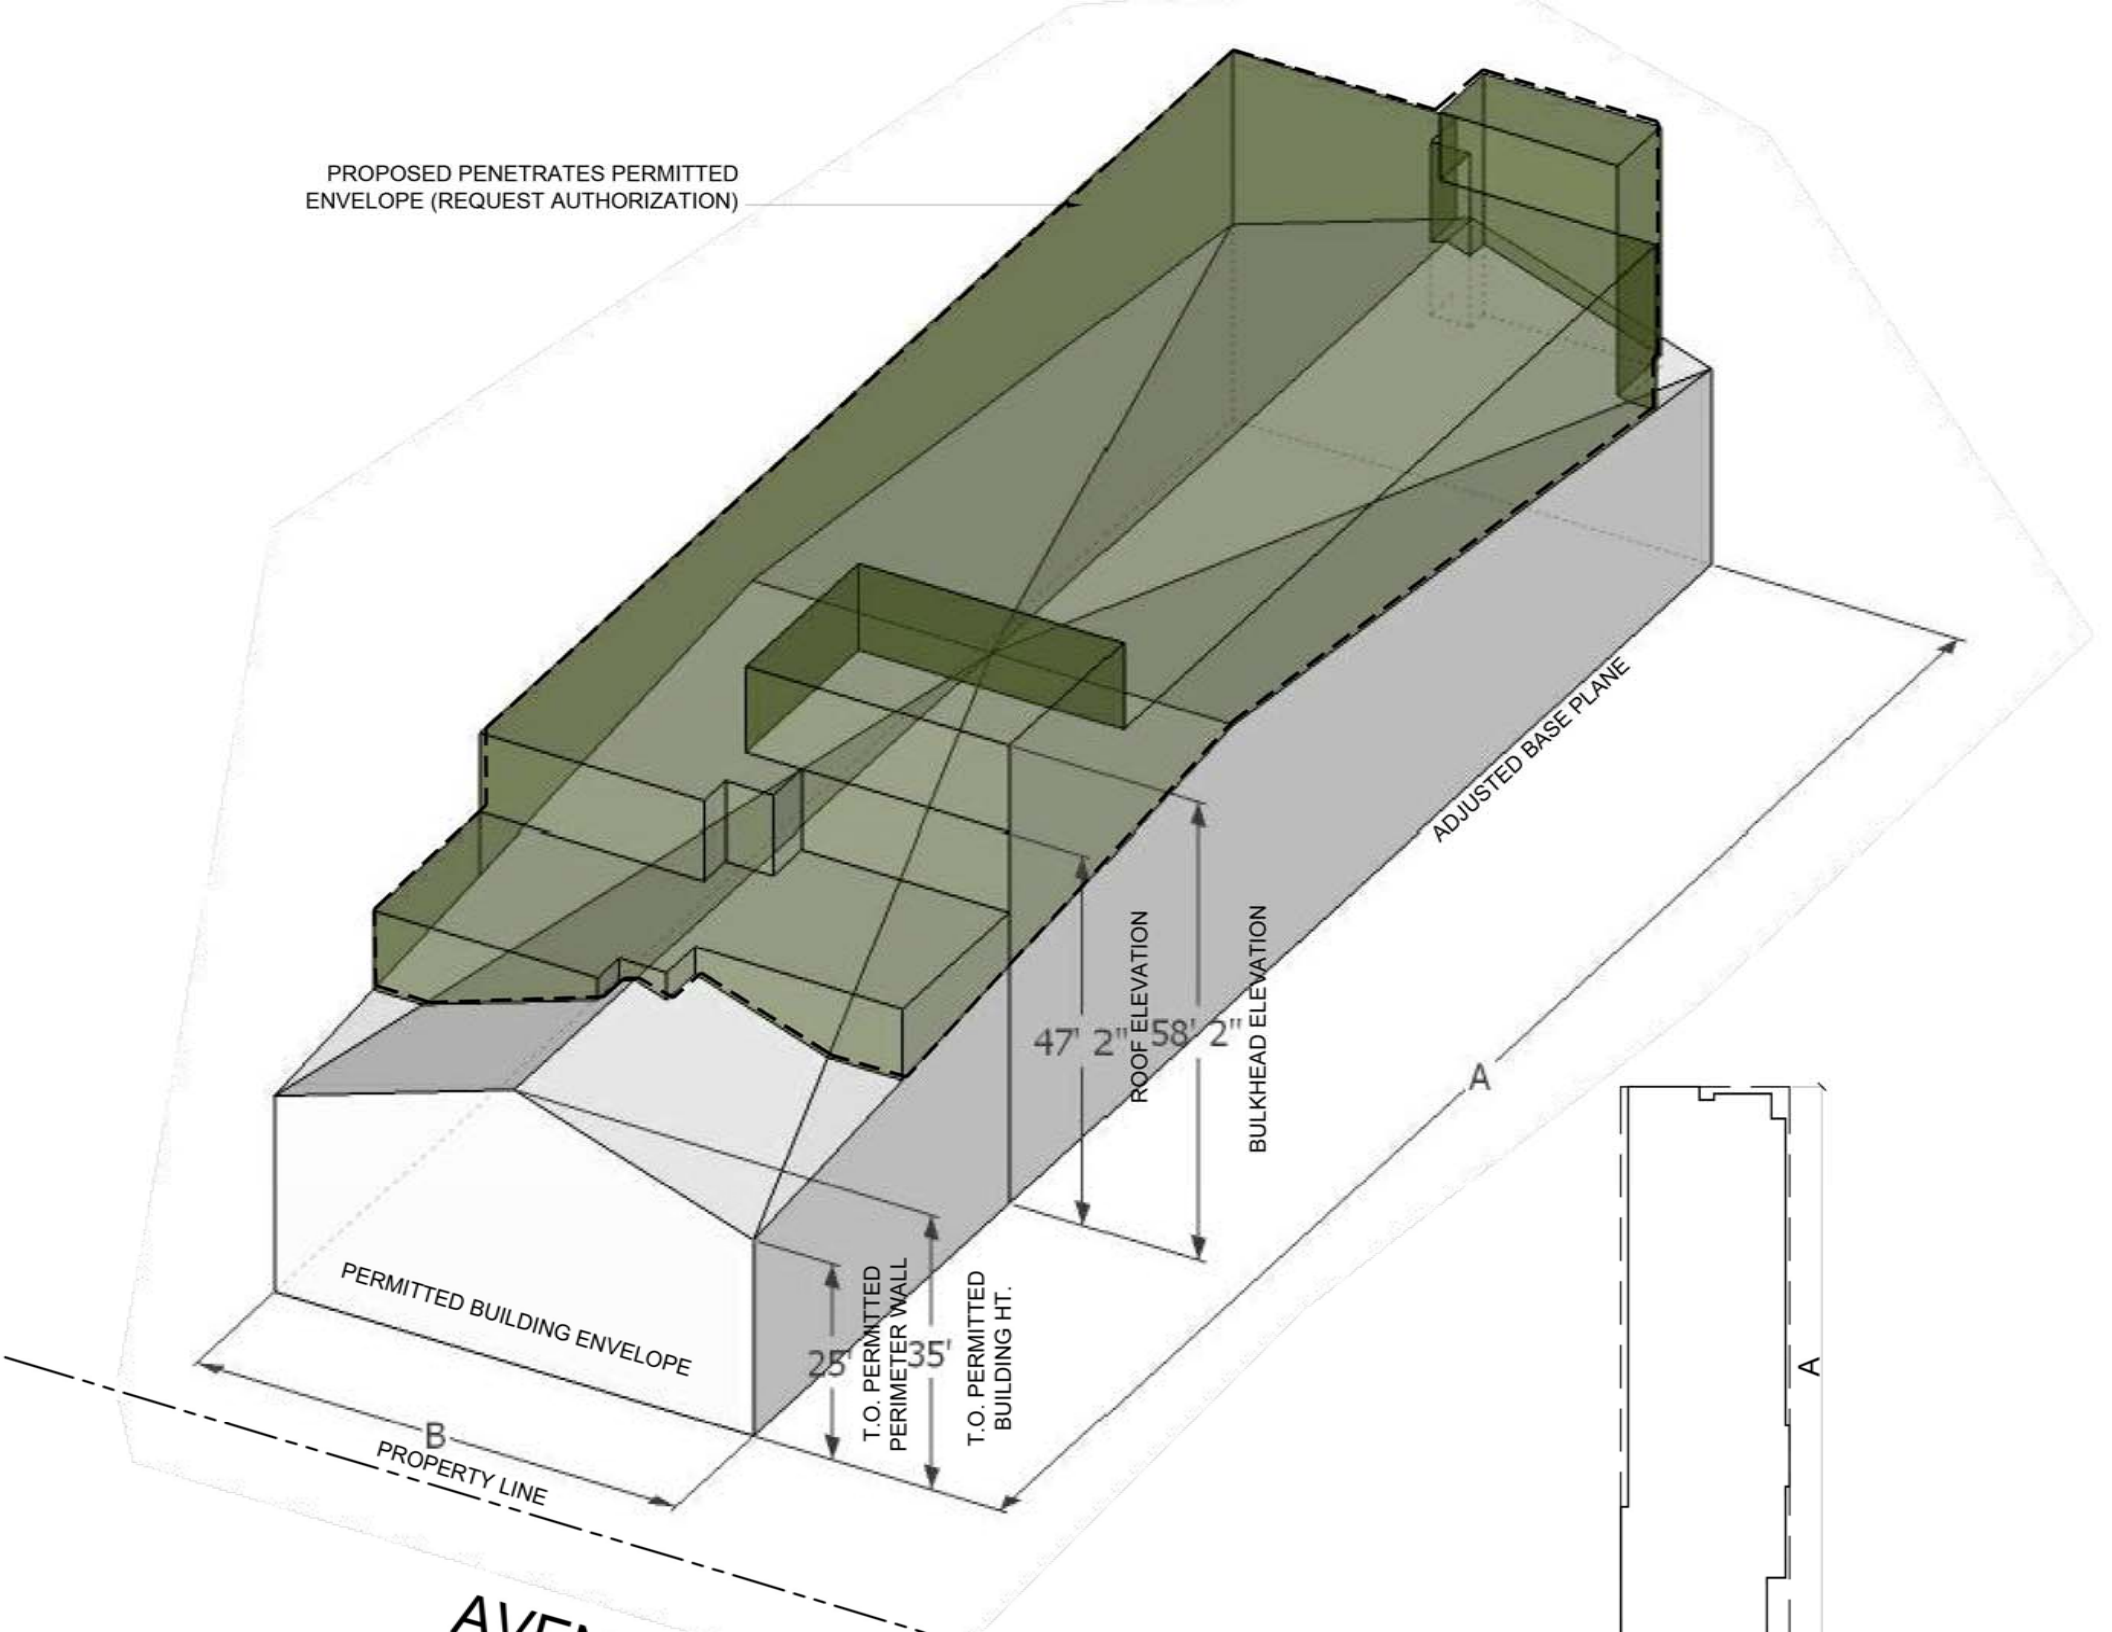 PROPOSED PENETRATES PERMITTED
ENVELOPE (REQUEST AUTHORIZATION)
ADJUSTED BASE PLANE
47' 2"
ROOF ELEVATION
58' 2"
BULKHEAD ELEVATION
A
A
25'
T.O. PERMITTED
PERIMETER WALL
35'
T.O. PERMITTED
BUILDING HT.
PERMITTED BUILDING ENVELOPE
B
PROPERTY LINE